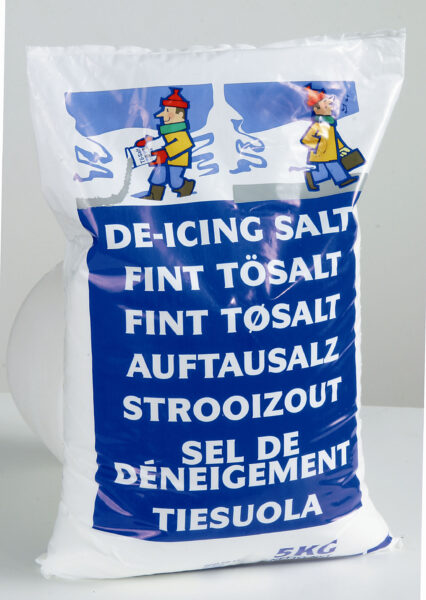 DE-ICING SALT
FINT TÖSALT
FINT TØSALT
AUFTAUSALZ
STROOIZOUT
SEL DE
DÉNEIGEMENT
TIESUOLA
5KG